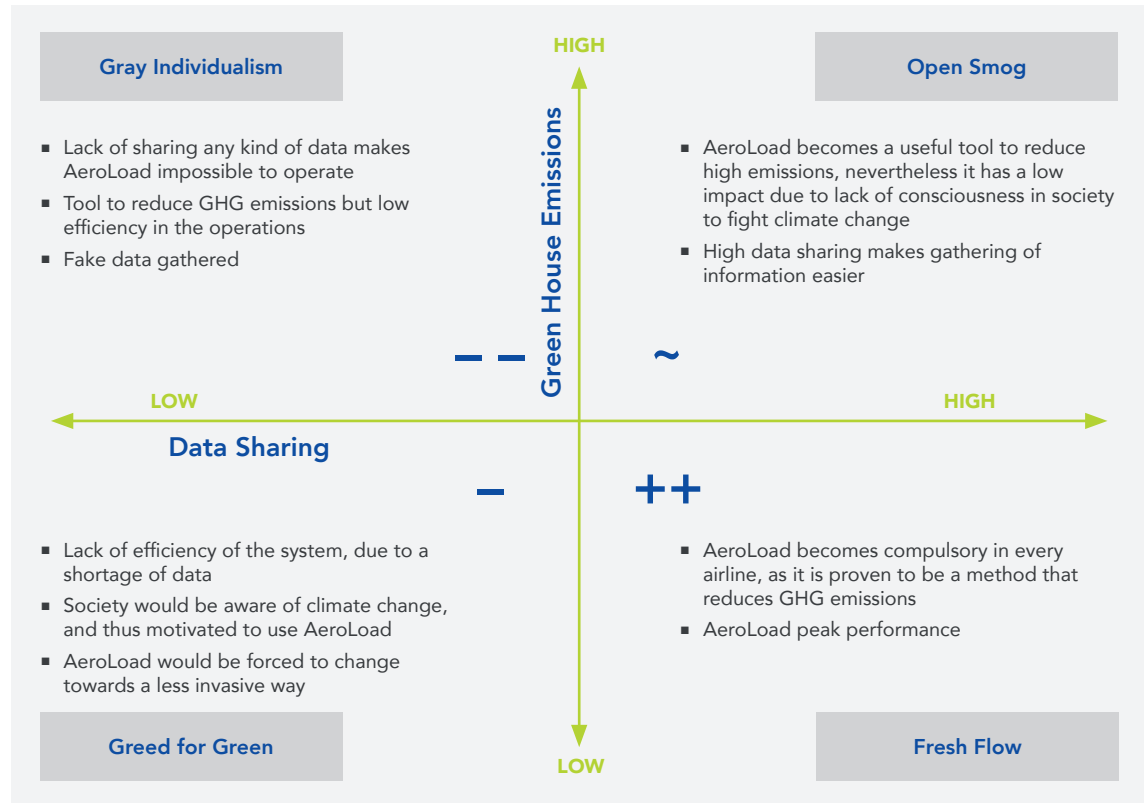 HIGH
Gray Individualism
Open Smog
Green House Emissions
▪ Lack of sharing any kind of data makes
AeroLoad impossible to operate
▪ Tool to reduce GHG emissions but low
efficiency in the operations
▪ Fake data gathered
▪ AeroLoad becomes a useful tool to reduce
high emissions, nevertheless it has a low
impact due to lack of consciousness in society
to fight climate change
▪ High data sharing makes gathering of
information easier
– –
~
LOW
HIGH
Data Sharing
–
++
▪ Lack of efficiency of the system, due to a
shortage of data
▪ Society would be aware of climate change,
and thus motivated to use AeroLoad
▪ AeroLoad would be forced to change
towards a less invasive way
▪ AeroLoad becomes compulsory in every
airline, as it is proven to be a method that
reduces GHG emissions
▪ AeroLoad peak performance
Greed for Green
Fresh Flow
LOW